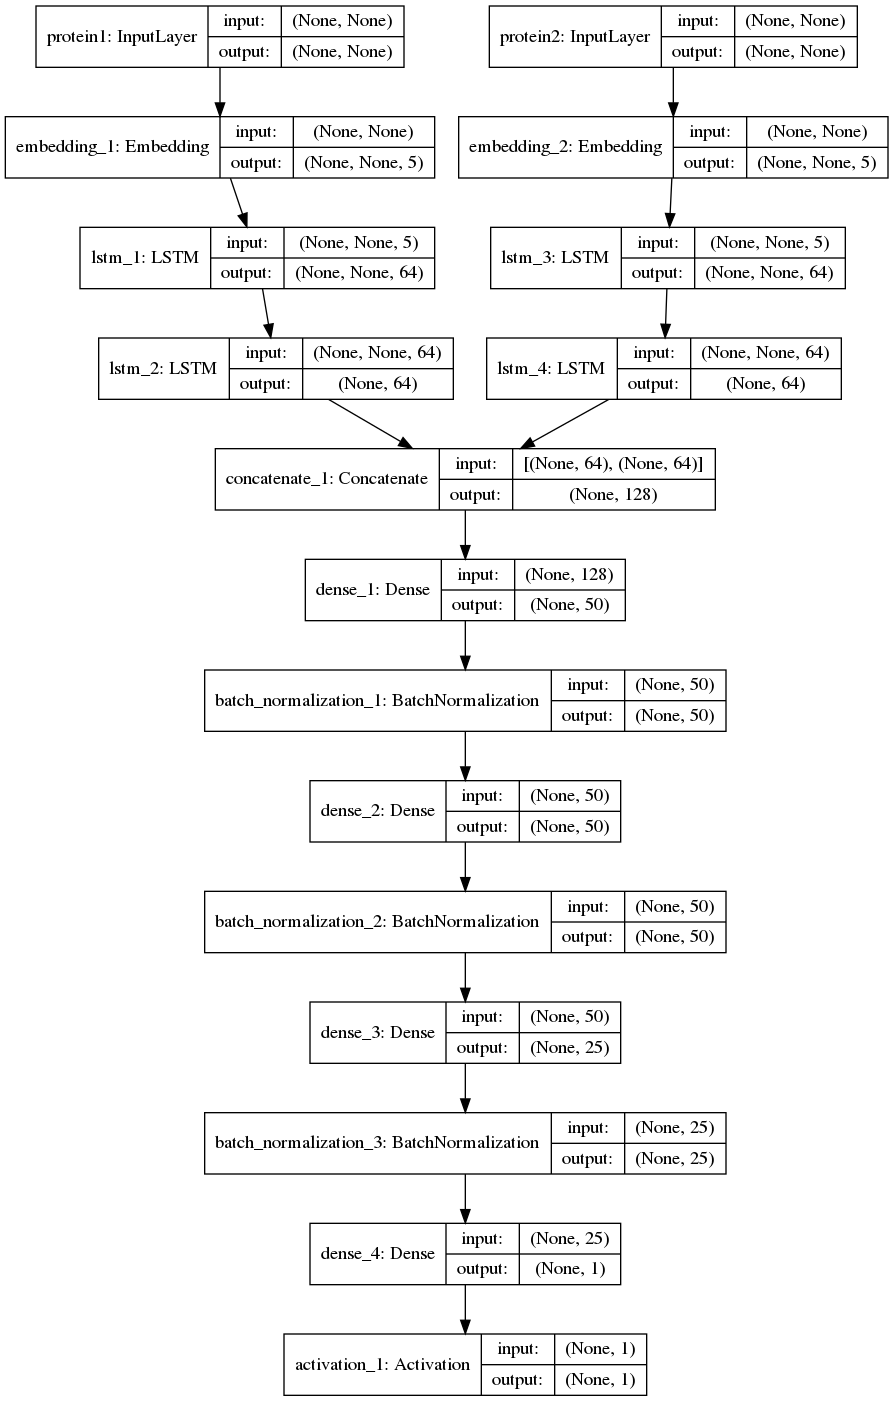 protein1: InputLayer
input: (None, None)
output: (None, None)
protein2: InputLayer
input: (None, None)
output: (None, None)
embedding_1: Embedding
input: (None, None)
output: (None, None, 5)
embedding_2: Embedding
input: (None, None)
output: (None, None, 5)
lstm_1: LSTM
input: (None, None, 5)
output: (None, None, 64)
lstm_3: LSTM
input: (None, None, 5)
output: (None, None, 64)
lstm_2: LSTM
input: (None, None, 64)
output: (None, 64)
lstm_4: LSTM
input: (None, None, 64)
output: (None, 64)
concatenate_1: Concatenate
input: [(None, 64), (None, 64)]
output: (None, 128)
dense_1: Dense
input: (None, 128)
output: (None, 50)
batch_normalization_1: BatchNormalization
input: (None, 50)
output: (None, 50)
dense_2: Dense
input: (None, 50)
output: (None, 50)
batch_normalization_2: BatchNormalization
input: (None, 50)
output: (None, 50)
dense_3: Dense
input: (None, 50)
output: (None, 25)
batch_normalization_3: BatchNormalization
input: (None, 25)
output: (None, 25)
dense_4: Dense
input: (None, 25)
output: (None, 1)
activation_1: Activation
input: (None, 1)
output: (None, 1)